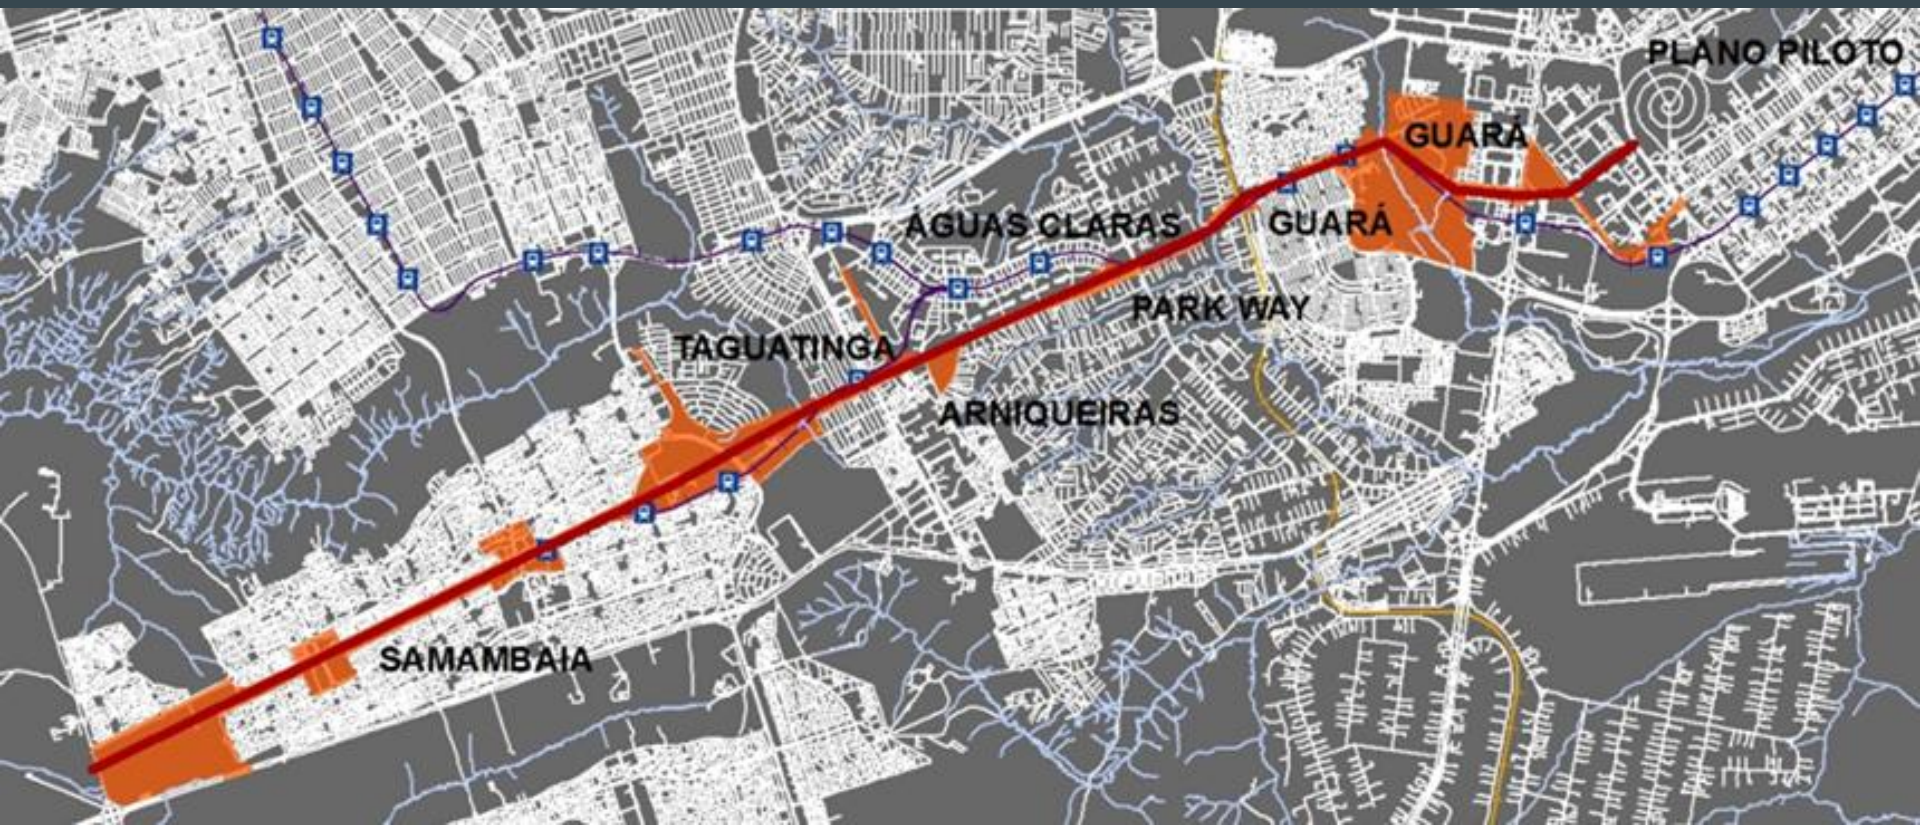 PLANO PILOTO
GUARÁ
ÁGUAS CLARAS
GUARÁ
PARK WAY
TAGUATINGA
ARNIQUEIRAS
SAMAMBAIA